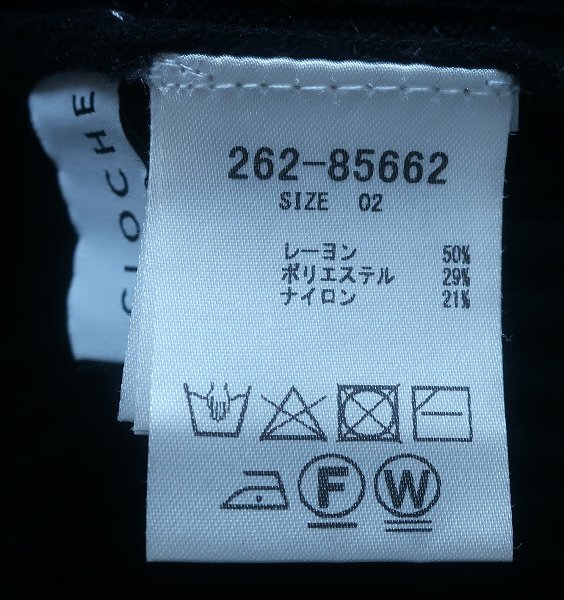 CLOCHE
262-85662
SIZE 02
レーヨン 50%
ポリエステル 29%
ナイロン 21%
F W